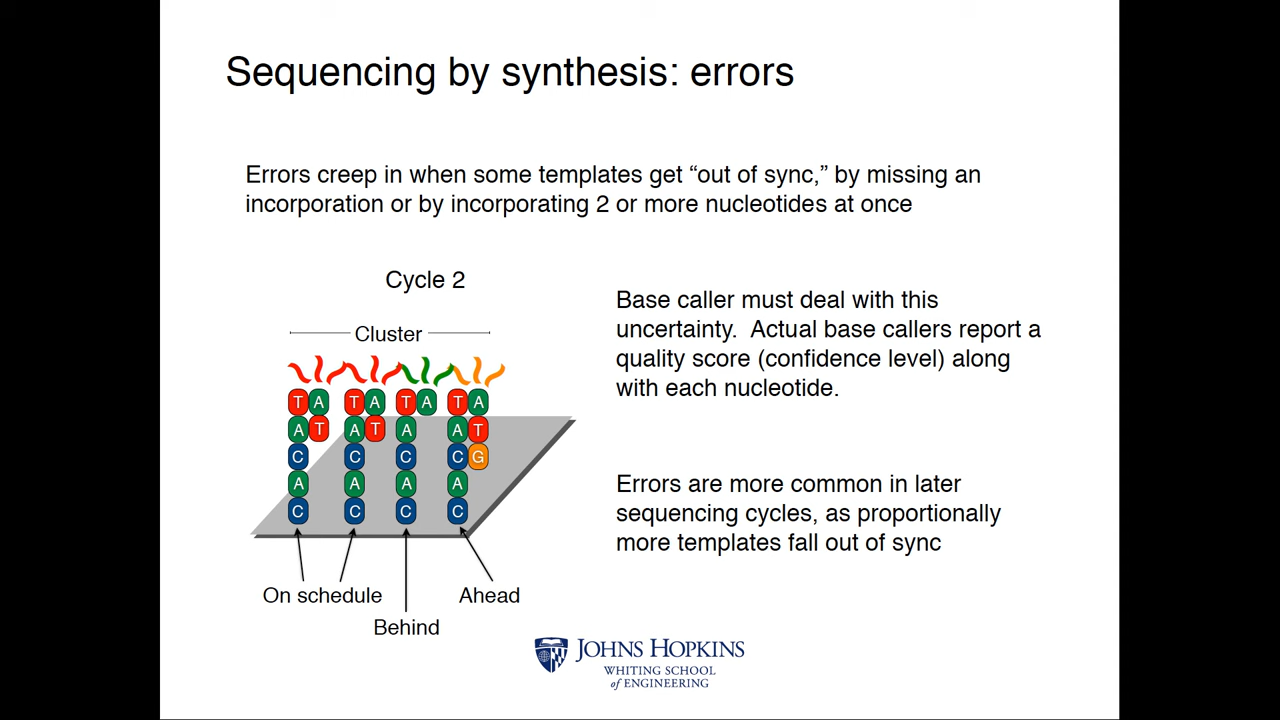 Sequencing by synthesis: errors
Errors creep in when some templates get “out of sync,” by missing an
incorporation or by incorporating 2 or more nucleotides at once
Cycle 2
Cluster
T A T A T A T A
A T A T A A T
C C C C G
A A A A
C C C C
On schedule
Behind
Ahead
Base caller must deal with this
uncertainty.  Actual base callers report a
quality score (confidence level) along
with each nucleotide.
Errors are more common in later
sequencing cycles, as proportionally
more templates fall out of sync
JOHNS HOPKINS
WHITING SCHOOL
of ENGINEERING